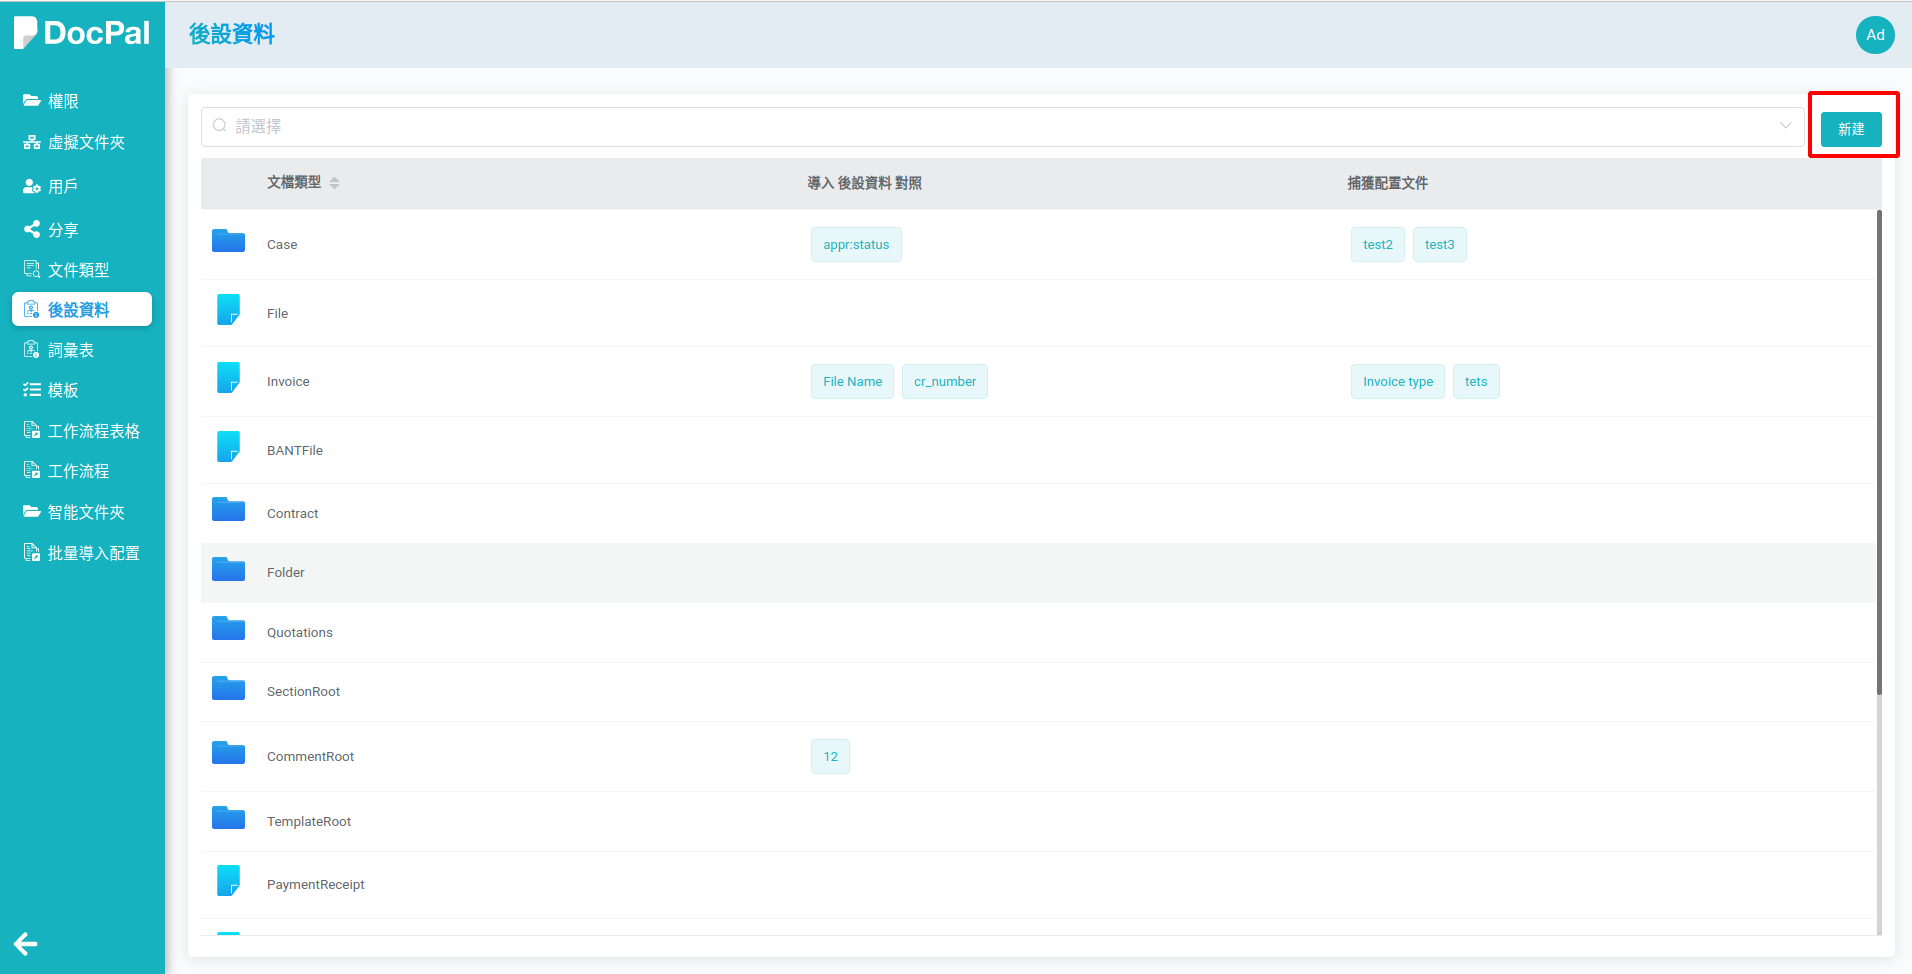 DocPal
後設資料
Ad
權限
虛擬文件夾
用戶
分享
文件類型
後設資料
詞彙表
模板
工作流程表格
工作流程
智能文件夾
批量導入配置
請選擇
新建
文檔類型 導入 後設資料 對照 捕獲配置文件
Case appr:status test2 test3
File
Invoice File Name cr_number Invoice type tets
BANTFile
Contract
Folder
Quotations
SectionRoot
CommentRoot 12
TemplateRoot
PaymentReceipt